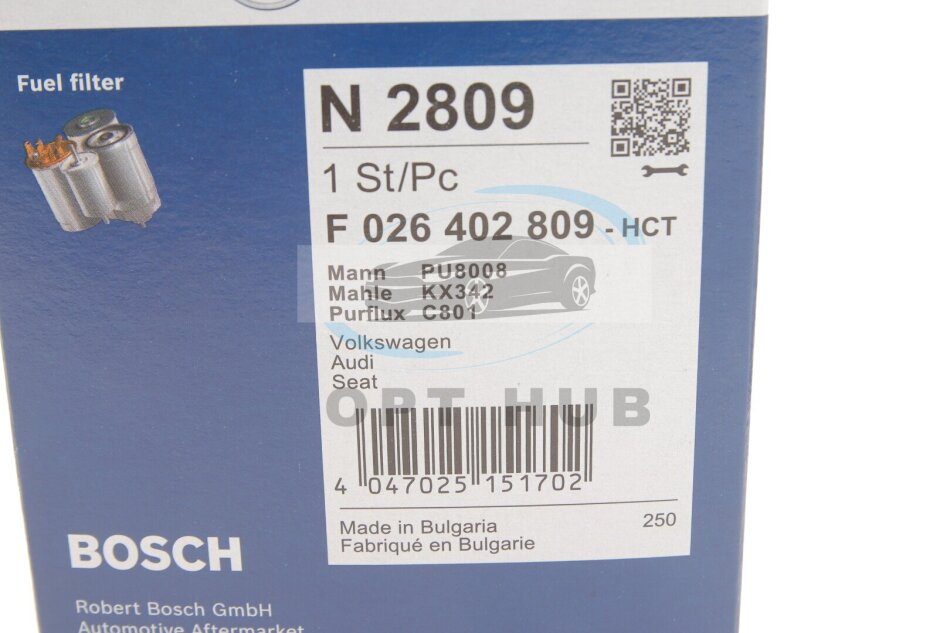 Fuel filter
N 2809
1 St/Pc
F 026 402 809 - HCT
Mann PU8008
Mahle KX342
Purflux C801
Volkswagen
Audi
Seat
OPT HUB
4 047025 151702
Made in Bulgaria 250
Fabriqué en Bulgarie
BOSCH
Robert Bosch GmbH
Automotive Aftermarket